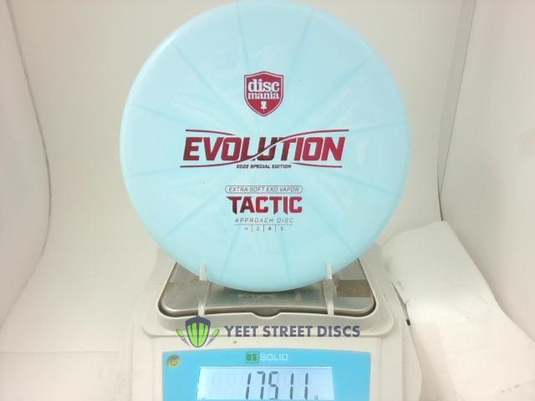 disc
mania
EVOLUTION
2022 SPECIAL EDITION
EXTRA SOFT EXO VAPOR
TACTIC
APPROACH DISC
4 | 2 | 0 | 3
YEET STREET DISCS
US SOLID
175.11 g